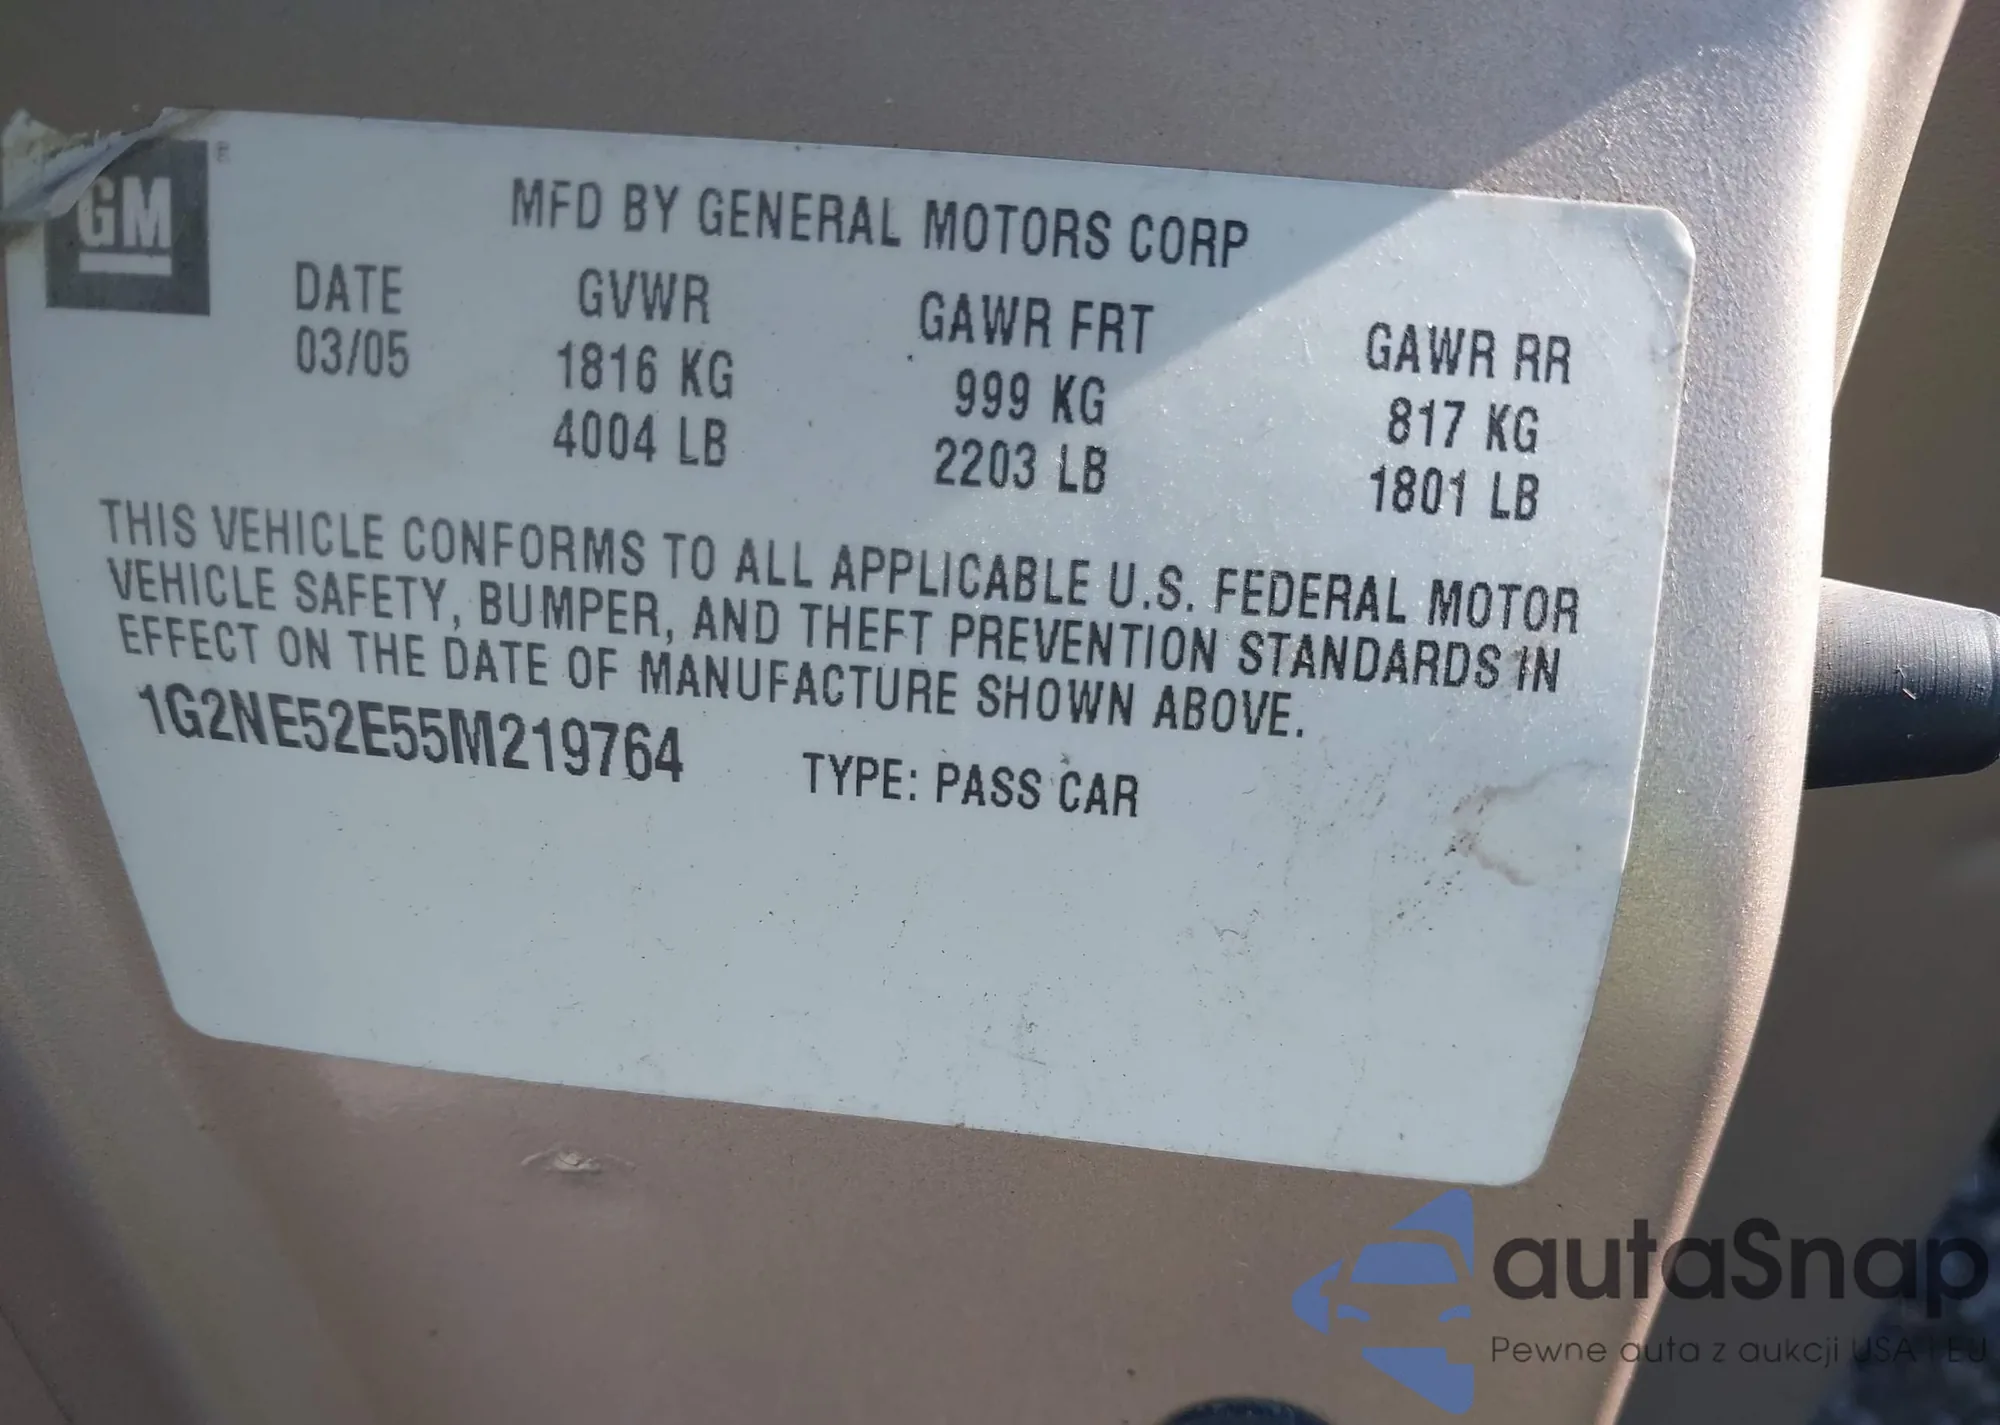 GM
MFD BY GENERAL MOTORS CORP
DATE GVWR GAWR FRT GAWR RR
03/05 1816 KG 999 KG 817 KG
4004 LB 2203 LB 1801 LB
THIS VEHICLE CONFORMS TO ALL APPLICABLE U.S. FEDERAL MOTOR
VEHICLE SAFETY, BUMPER, AND THEFT PREVENTION STANDARDS IN
EFFECT ON THE DATE OF MANUFACTURE SHOWN ABOVE.
1G2NE52E55M219764 TYPE: PASS CAR
autaSnap
Pewne auta z aukcji USA i EU